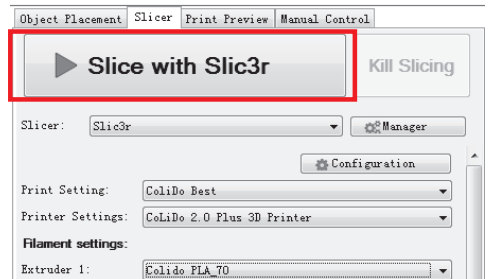 Object Placement Slicer Print Preview Manual Control
Slice with Slic3r Kill Slicing
Slicer: Slic3r Manager
Configuration
Print Setting: ColiDo Best
Printer Settings: CoLiDo 2.0 Plus 3D Printer
Filament settings:
Extruder 1: Colido PLA_70